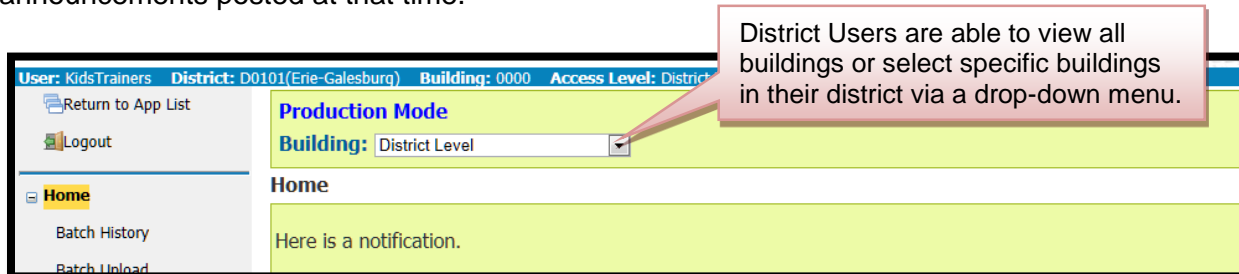 announcements posted at that time.
District Users are able to view all
buildings or select specific buildings
in their district via a drop-down menu.
User: KidsTrainers District: D0101(Erie-Galesburg) Building: 0000 Access Level: District
Return to App List
Logout
Production Mode
Building: District Level
Home
Home
Batch History
Here is a notification.
Batch Upload